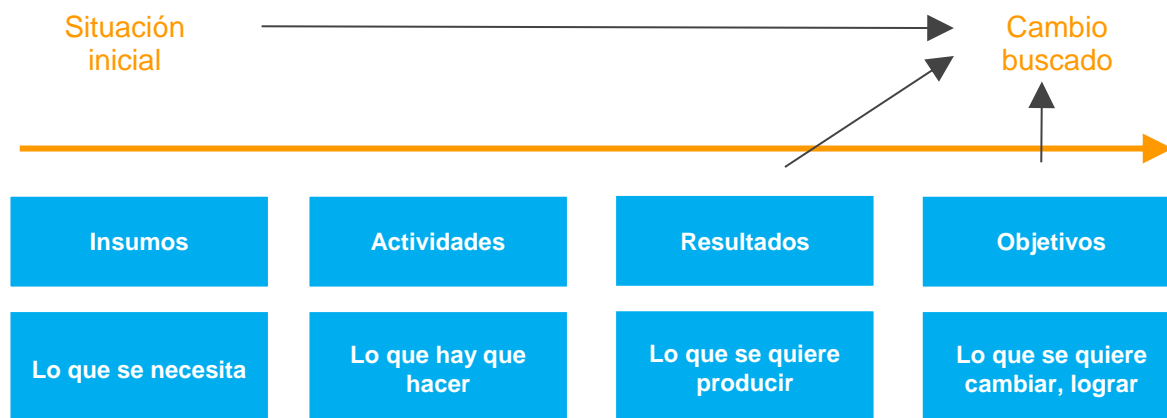 Situación
inicial
Cambio
buscado
Insumos
Actividades
Resultados
Objetivos
Lo que se necesita
Lo que hay que
hacer
Lo que se quiere
producir
Lo que se quiere
cambiar, lograr